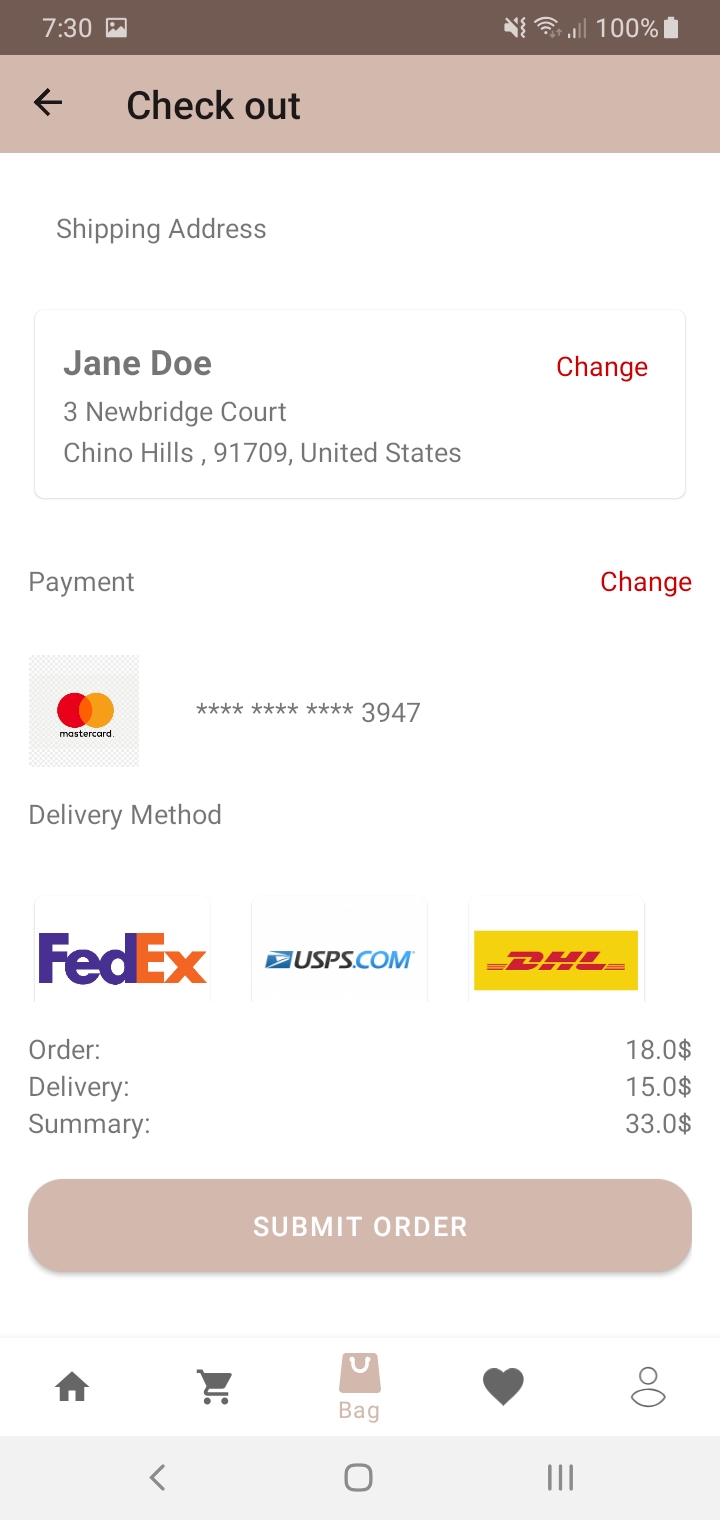 7:30 100%
Check out
Shipping Address
Jane Doe
Change
3 Newbridge Court
Chino Hills , 91709, United States
Payment Change
mastercard.
**** **** **** 3947
Delivery Method
FedEx
USPS.COM
DHL
Order: 18.0$
Delivery: 15.0$
Summary: 33.0$
SUBMIT ORDER
Bag